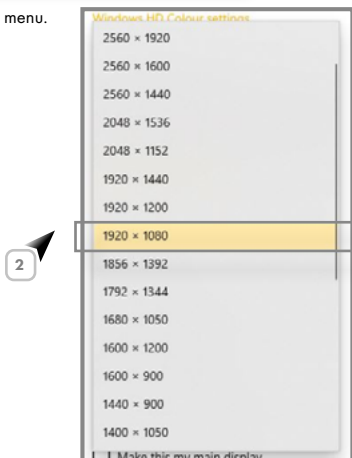 menu.
Windows HD Colour settings
2560 × 1920
2560 × 1600
2560 × 1440
2048 × 1536
2048 × 1152
1920 × 1440
1920 × 1200
1920 × 1080
2
1856 × 1392
1792 × 1344
1680 × 1050
1600 × 1200
1600 × 900
1440 × 900
1400 × 1050
Make this my main display